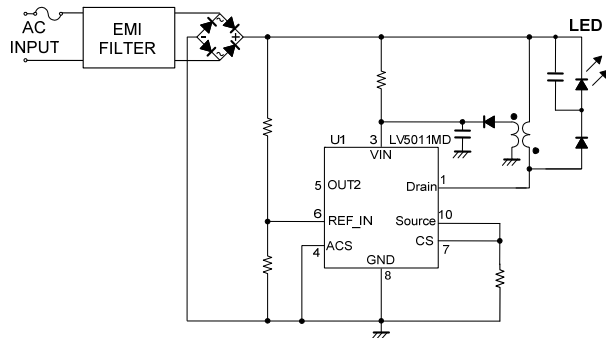 AC
INPUT
EMI
FILTER
~
- +
~
LED
U1 3 LV5011MD
VIN
5 OUT2
Drain 1
6 REF_IN
Source 10
4 ACS
CS 7
GND
8